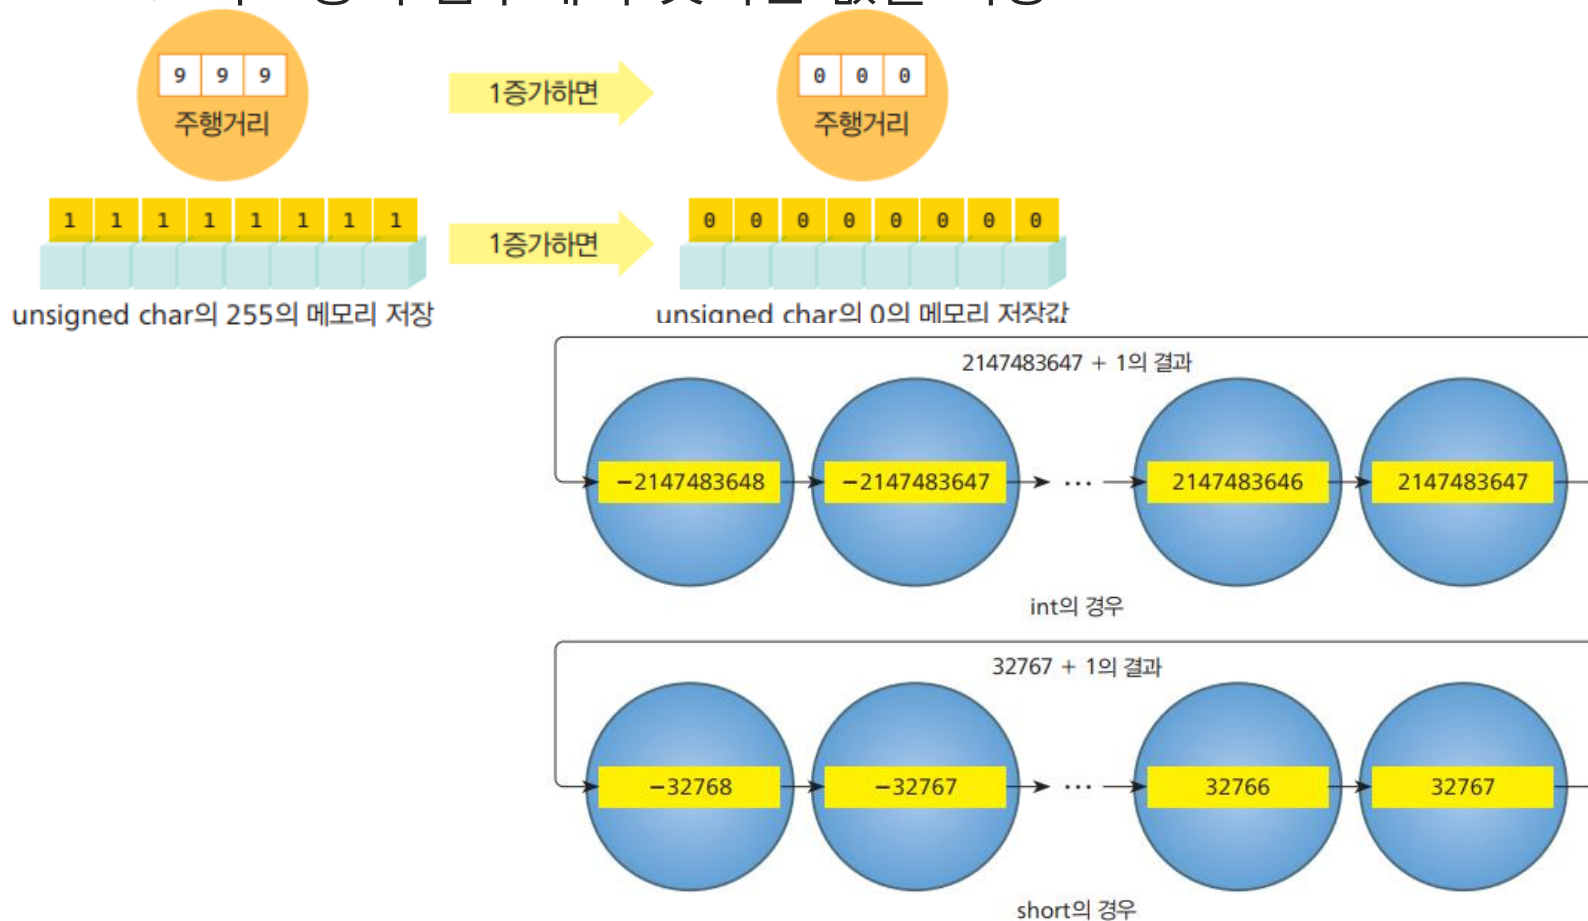 9 9 9
주행거리
1증가하면
0 0 0
주행거리
1 1 1 1 1 1 1 1
1증가하면
0 0 0 0 0 0 0 0
unsigned char의 255의 메모리 저장
unsigned char의 0의 메모리 저장값
2147483647 + 1의 결과
−2147483648
−2147483647
...
2147483646
2147483647
int의 경우
32767 + 1의 결과
−32768
−32767
...
32766
32767
short의 경우